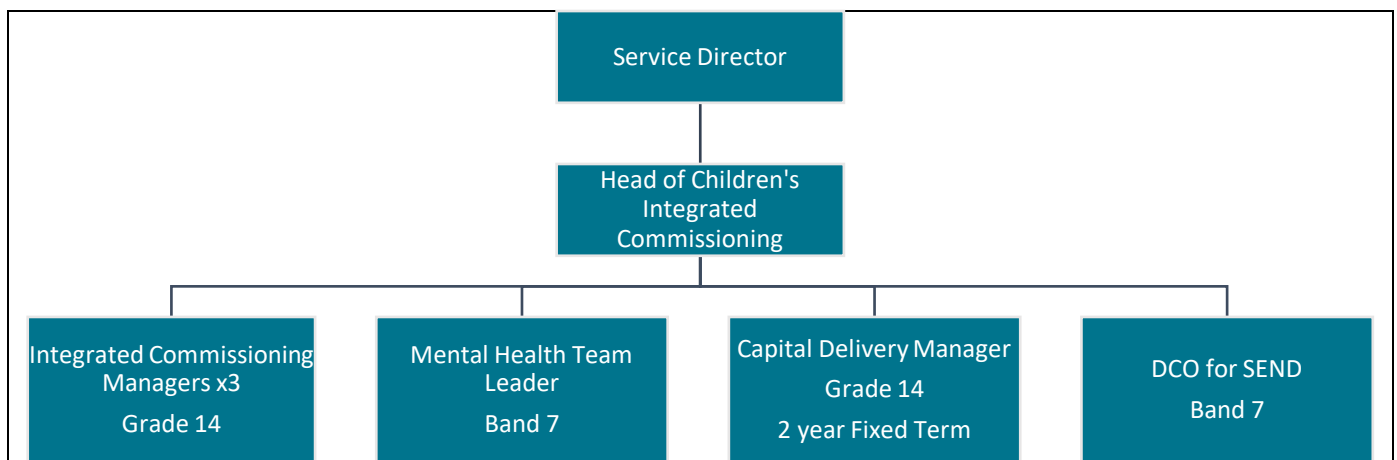 Service Director
Head of Children's
Integrated
Commissioning
Integrated Commissioning
Managers x3
Grade 14
Mental Health Team
Leader
Band 7
Capital Delivery Manager
Grade 14
2 year Fixed Term
DCO for SEND
Band 7